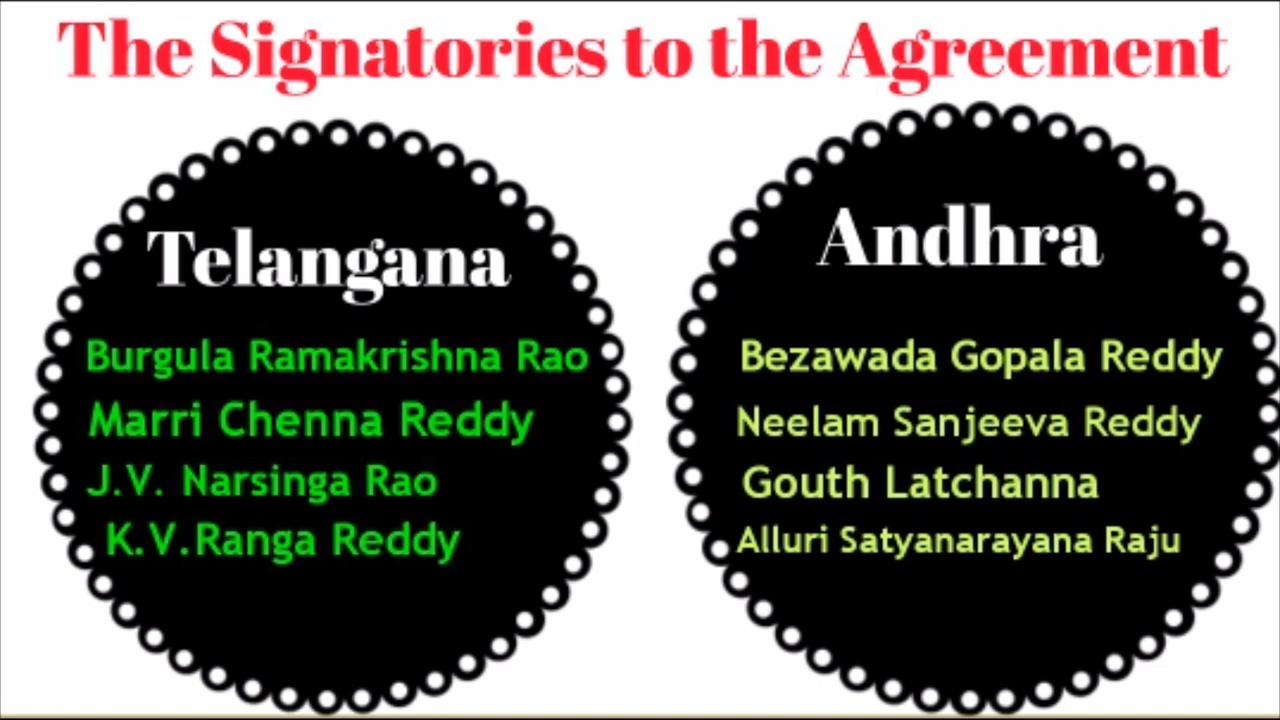 The Signatories to the Agreement
Telangana
Burgula Ramakrishna Rao
Marri Chenna Reddy
J.V. Narsinga Rao
K.V.Ranga Reddy
Andhra
Bezawada Gopala Reddy
Neelam Sanjeeva Reddy
Gouth Latchanna
Alluri Satyanarayana Raju